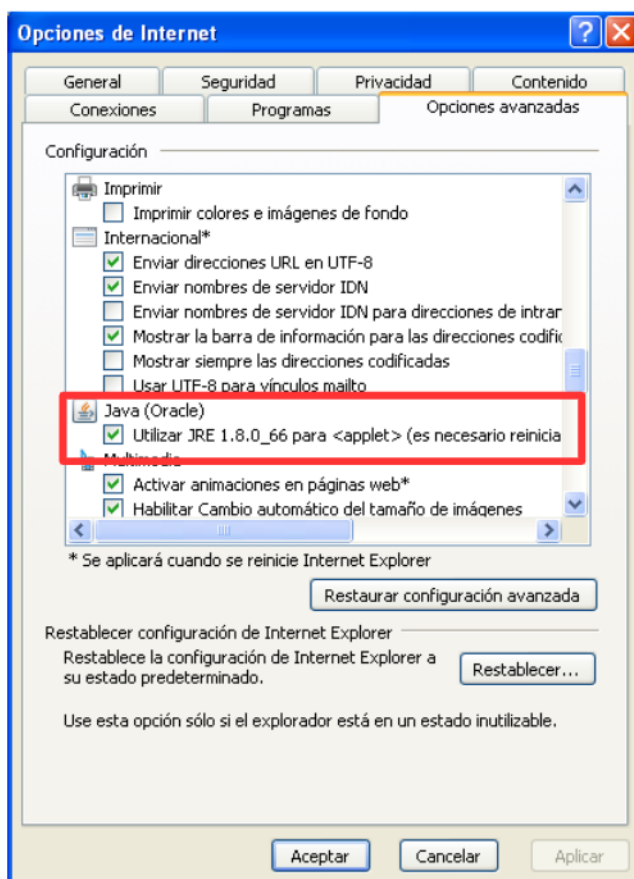 Opciones de Internet
General
Seguridad
Privacidad
Contenido
Conexiones
Programas
Opciones avanzadas
Configuración
Imprimir
Imprimir colores e imágenes de fondo
Internacional*
Enviar direcciones URL en UTF-8
Enviar nombres de servidor IDN
Enviar nombres de servidor IDN para direcciones de intrar
Mostrar la barra de información para las direcciones codific
Mostrar siempre las direcciones codificadas
Usar UTF-8 para vínculos mailto
Java (Oracle)
Utilizar JRE 1.8.0_66 para <applet> (es necesario reinicia
Multimedia
Activar animaciones en páginas web*
Habilitar Cambio automático del tamaño de imágenes
* Se aplicará cuando se reinicie Internet Explorer
Restaurar configuración avanzada
Restablecer configuración de Internet Explorer
Restablece la configuración de Internet Explorer a
su estado predeterminado.
Restablecer...
Use esta opción sólo si el explorador está en un estado inutilizable.
Aceptar
Cancelar
Aplicar